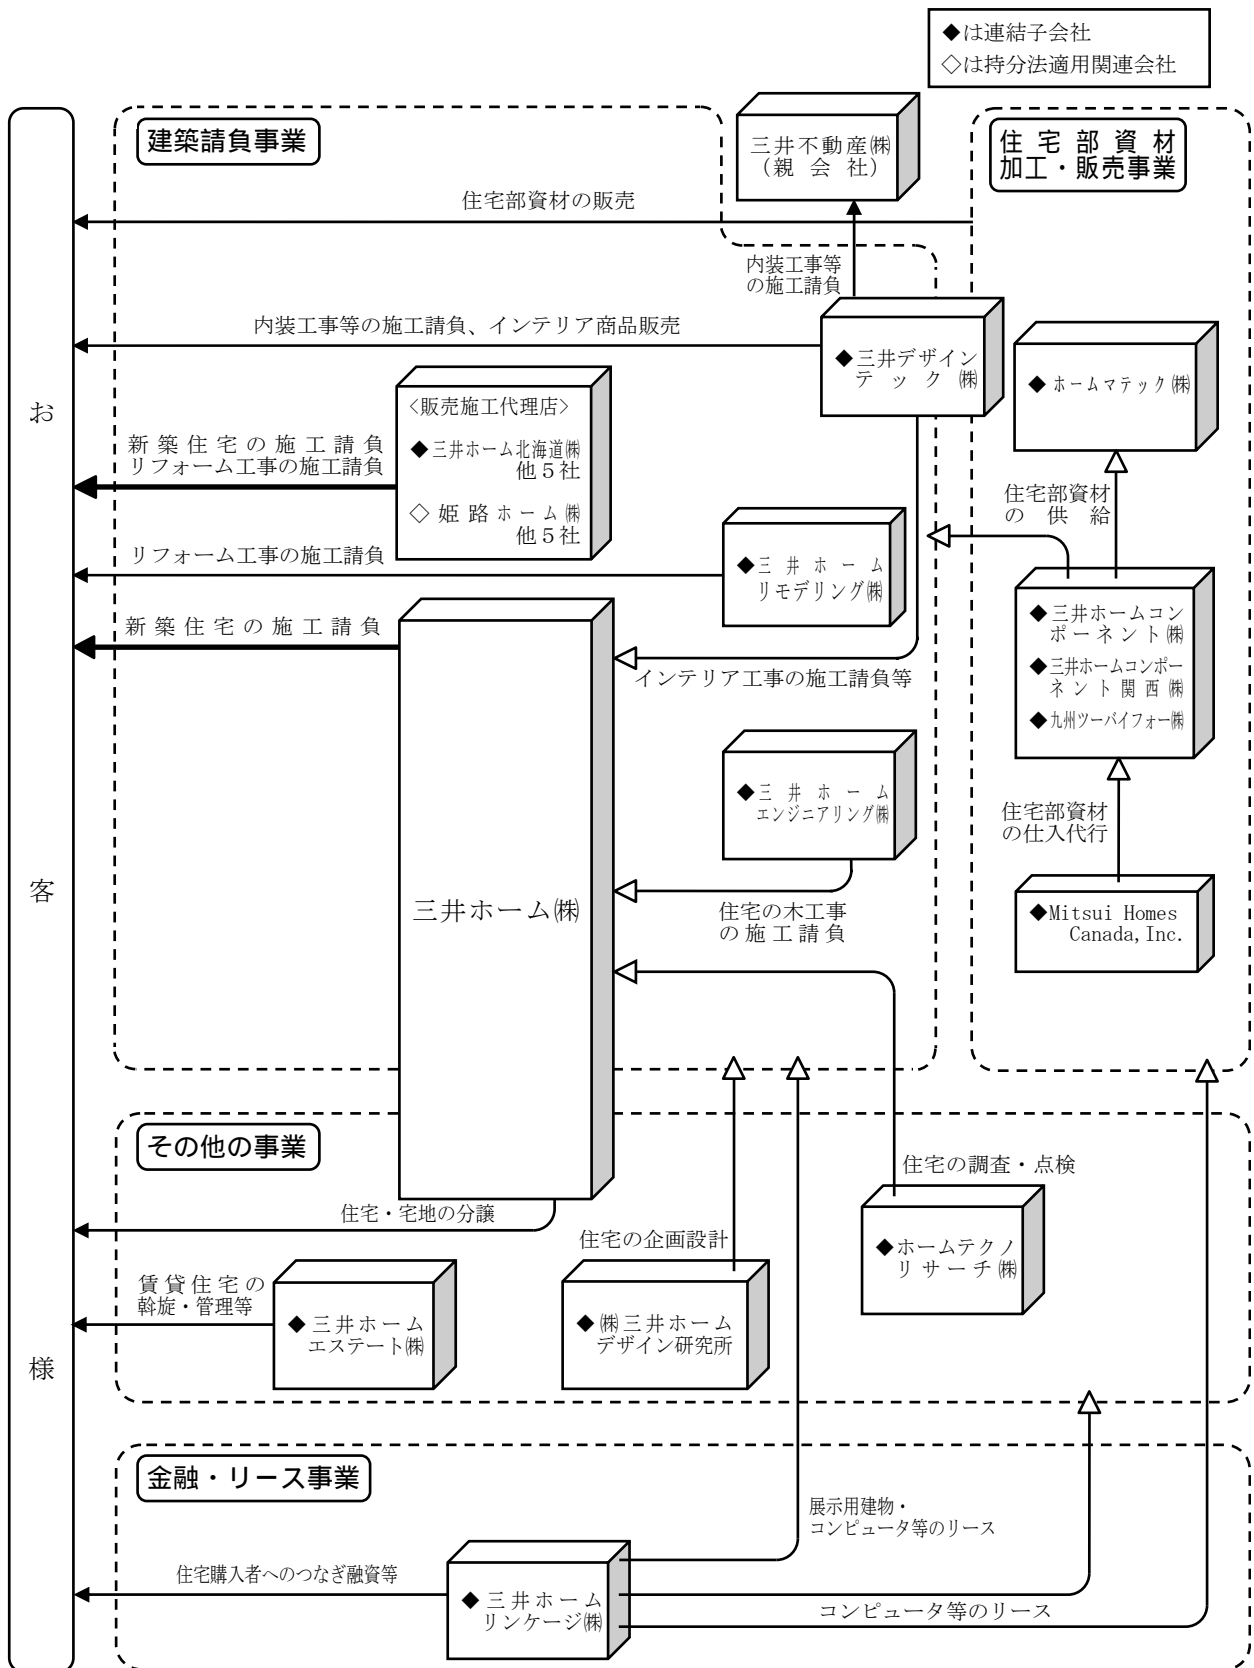 ◆は連結子会社
◇は持分法適用関連会社
お客様
建築請負事業
三井不動産㈱
（親会社）
住宅部資材
加工・販売事業
住宅部資材の販売
内装工事等
の施工請負
内装工事等の施工請負、インテリア商品販売
◆三井デザイン
テック㈱
◆ホームマテック㈱
<販売施工代理店>
◆三井ホーム北海道㈱
他５社
◇姫路ホーム㈱
他５社
新築住宅の施工請負
リフォーム工事の施工請負
住宅部資材
の供給
リフォーム工事の施工請負
◆三井ホーム
リモデリング㈱
新築住宅の施工請負
◆三井ホームコン
ポーネント㈱
◆三井ホームコンポー
ネント関西㈱
◆九州ツーバイフォー㈱
インテリア工事の施工請負等
◆三井ホーム
エンジニアリング㈱
住宅部資材
の仕入代行
三井ホーム㈱
住宅の木工事
の施工請負
◆Mitsui Homes
Canada,Inc.
その他の事業
住宅の調査・点検
住宅・宅地の分譲
住宅の企画設計
◆ホームテクノ
リサーチ㈱
賃貸住宅の
斡旋・管理等
◆三井ホーム
エステート㈱
◆㈱三井ホーム
デザイン研究所
金融・リース事業
展示用建物・
コンピュータ等のリース
住宅購入者へのつなぎ融資等
◆三井ホーム
リンケージ㈱
コンピュータ等のリース